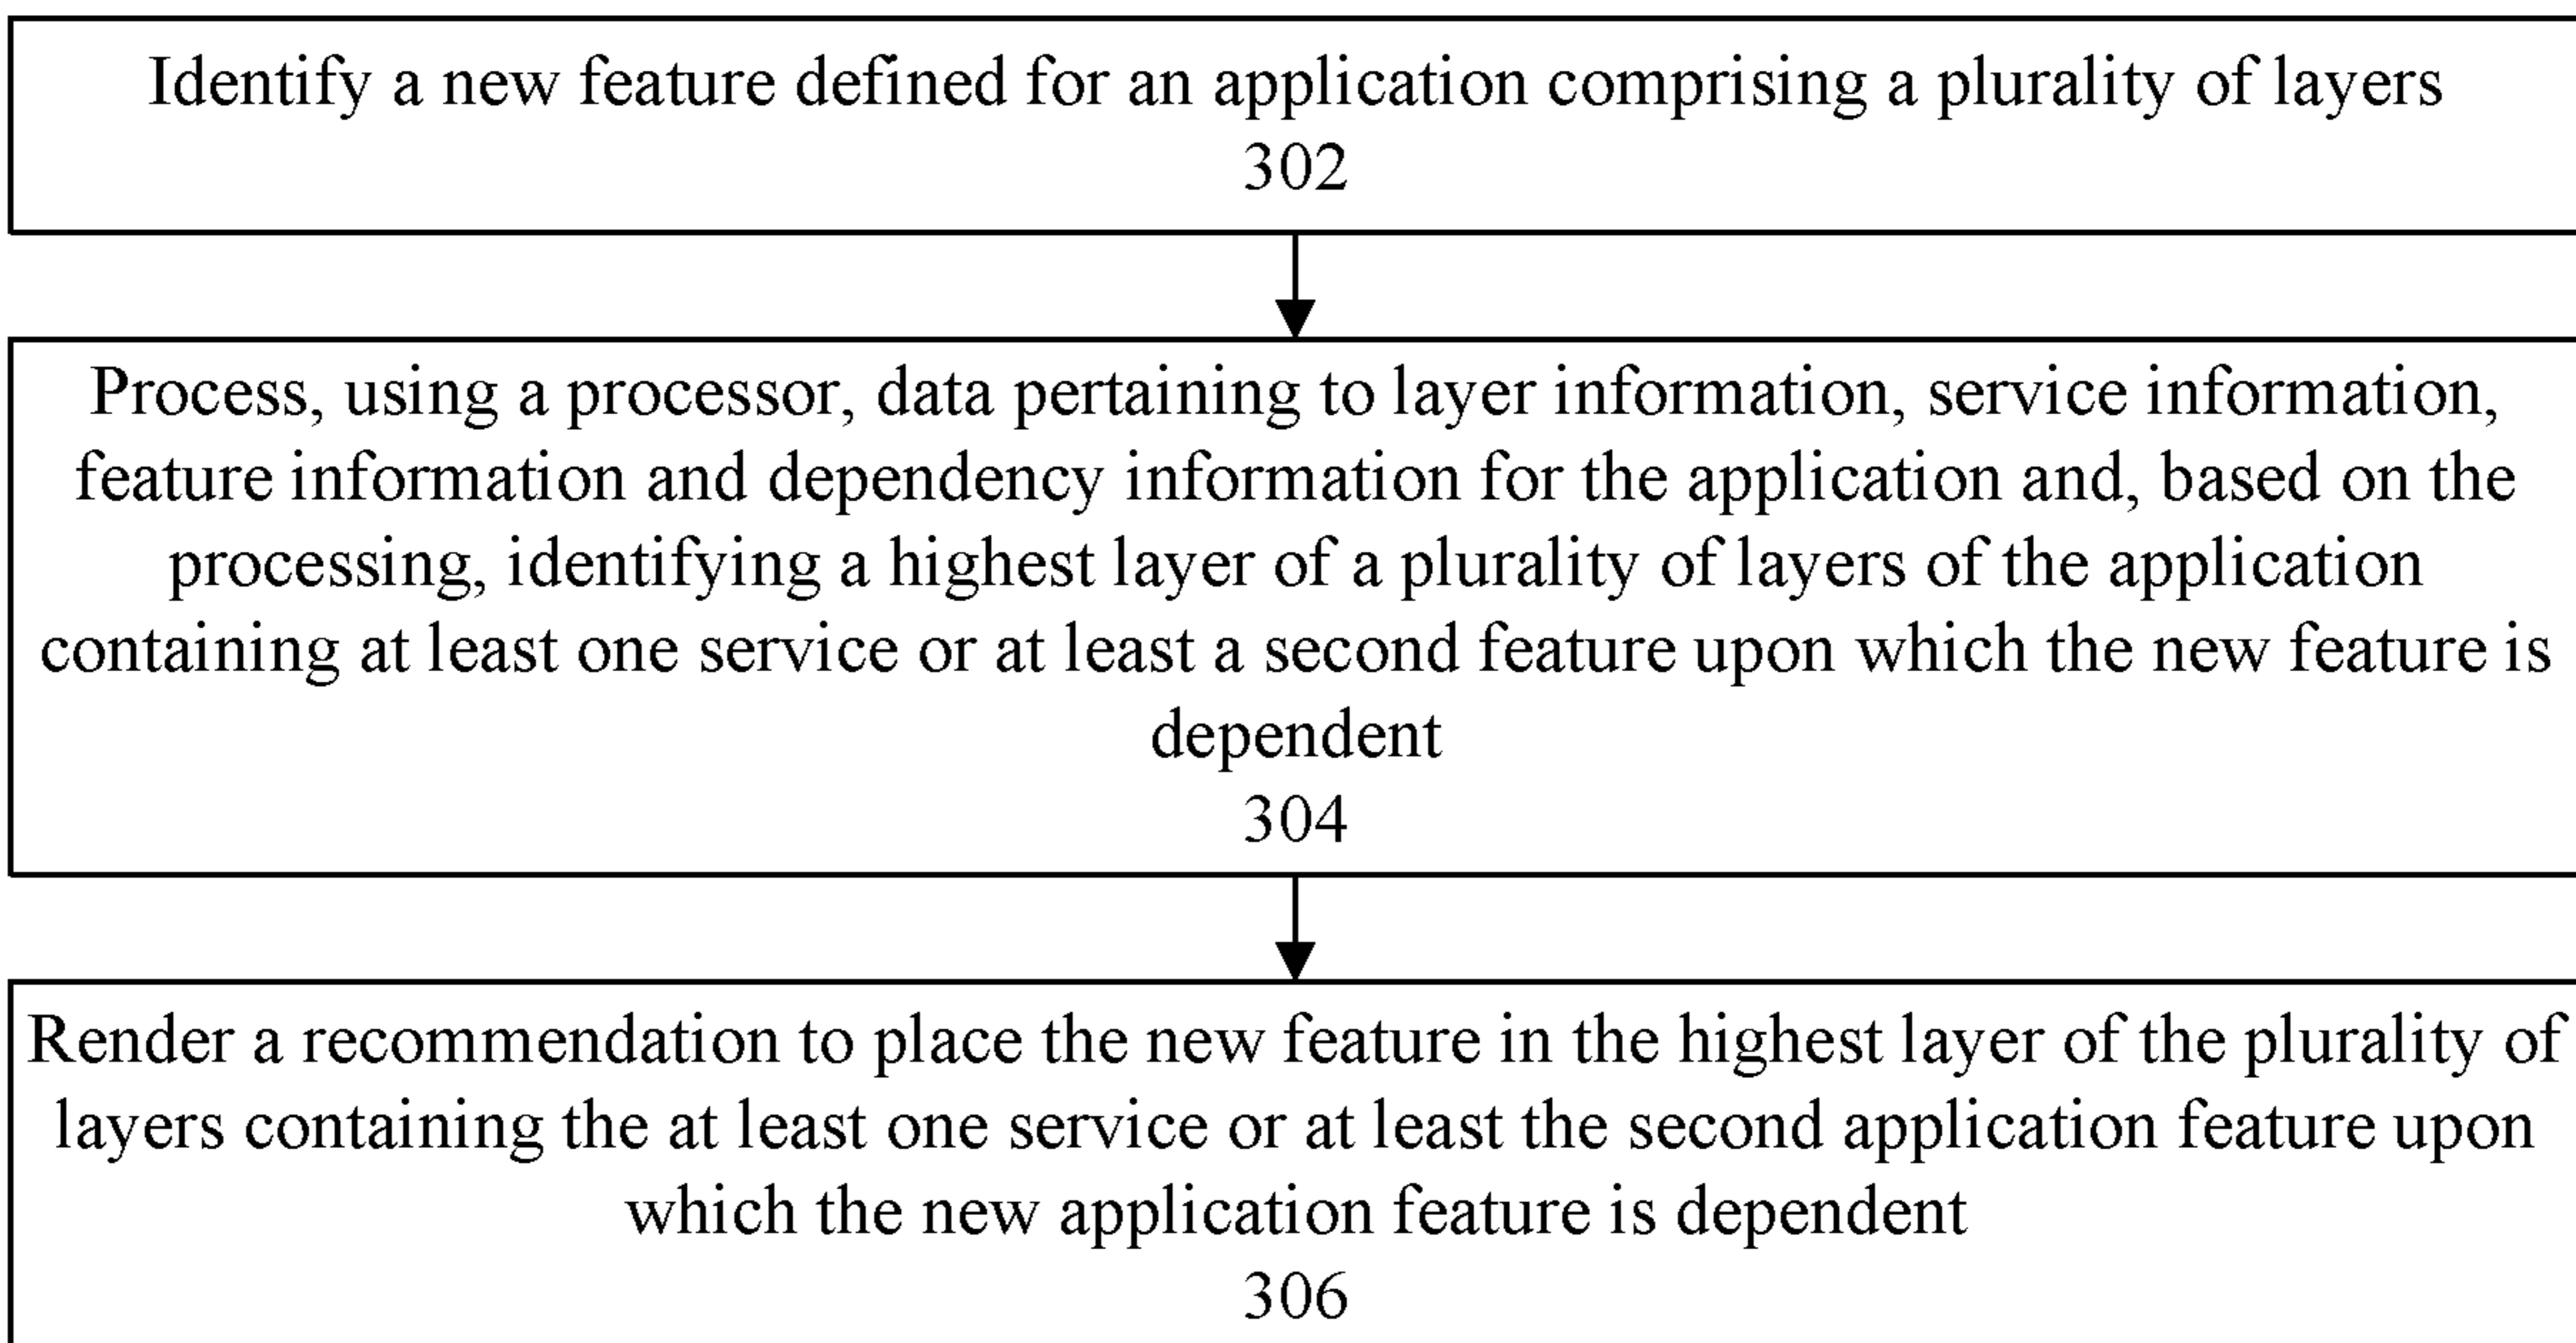 Identify a new feature defined for an application comprising a plurality of layers
302
Process, using a processor, data pertaining to layer information, service information,
feature information and dependency information for the application and, based on the
processing, identifying a highest layer of a plurality of layers of the application
containing at least one service or at least a second feature upon which the new feature is
dependent
304
Render a recommendation to place the new feature in the highest layer of the plurality of
layers containing the at least one service or at least the second application feature upon
which the new application feature is dependent
306